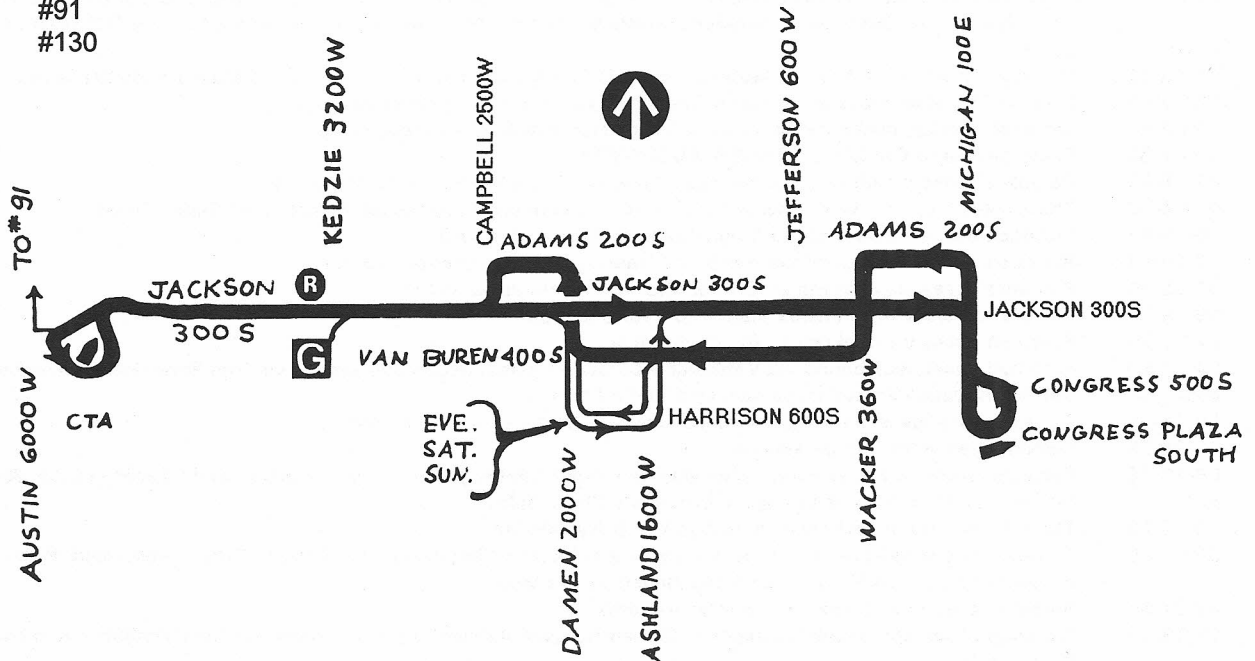 #91
#130
KEDZIE 3200W
CAMPBELL 2500W
JEFFERSON 600W
MICHIGAN 100E
TO #91
ADAMS 200S
ADAMS 200S
JACKSON
300S
R
JACKSON 300S
JACKSON 300S
G
VAN BUREN 400S
CONGRESS 500S
CTA
HARRISON 600S
EVE.
SAT.
SUN.
CONGRESS PLAZA
SOUTH
AUSTIN 6000W
DAMEN 2000W
ASHLAND 1600W
WACKER 360W